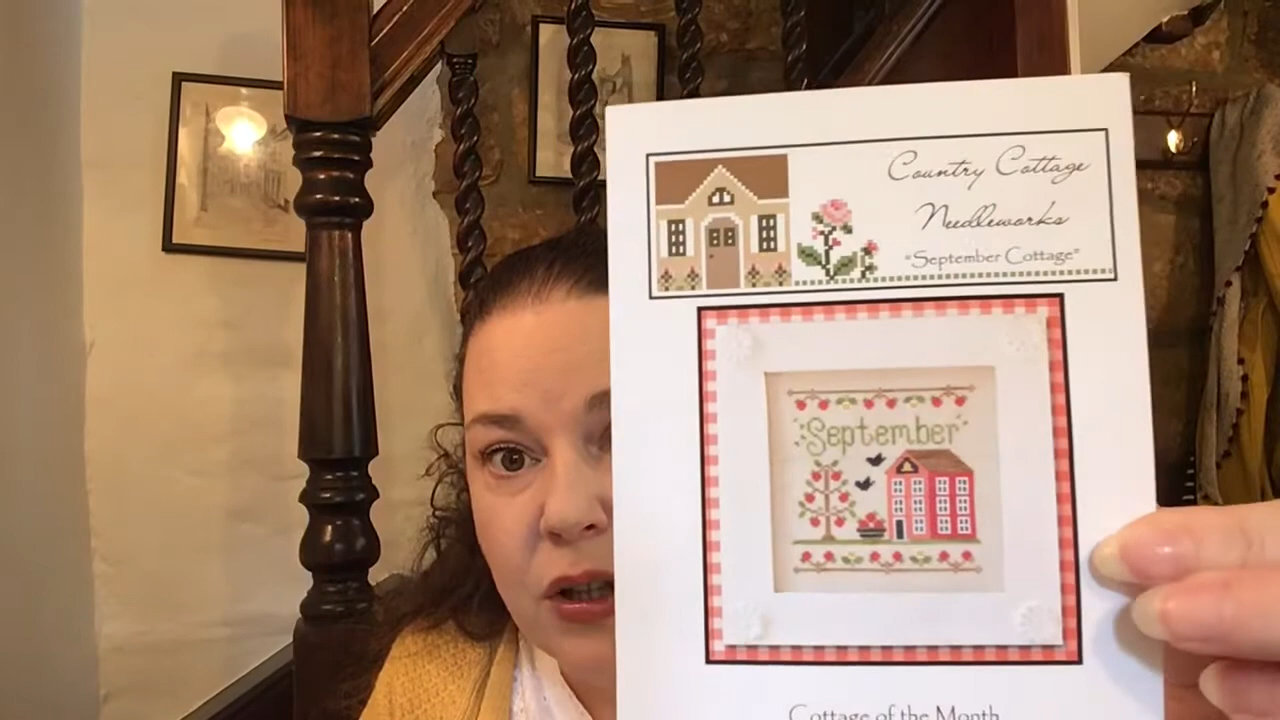 Country Cottage
Needleworks
"September Cottage"
September
Cottage of the Month